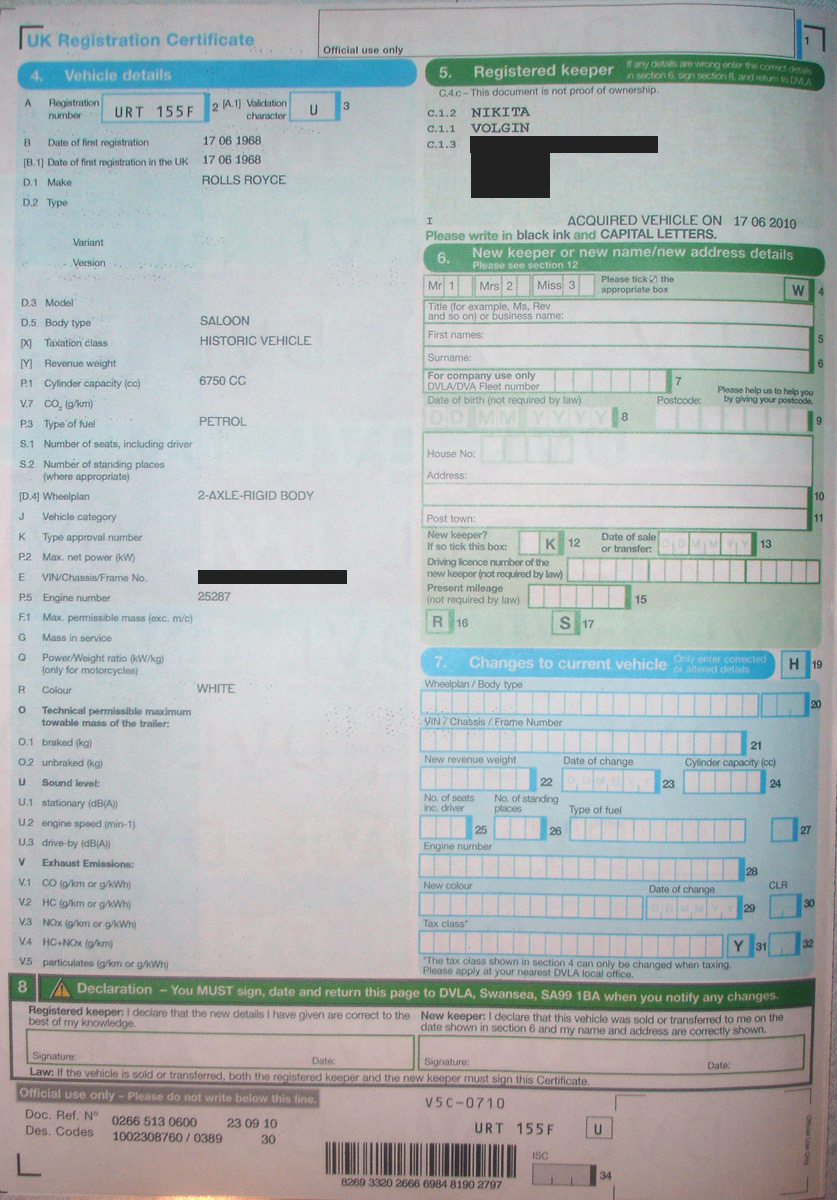 UK Registration Certificate
Official use only
1
4. Vehicle details
A Registration number URT 155F 2 [A.1] Validation character U 3
B Date of first registration 17 06 1968
[B.1] Date of first registration in the UK 17 06 1968
D.1 Make ROLLS ROYCE
D.2 Type
Variant
Version
D.3 Model
D.5 Body type SALOON
[X] Taxation class HISTORIC VEHICLE
[Y] Revenue weight
P.1 Cylinder capacity (cc) 6750 CC
V.7 CO2 (g/km)
P.3 Type of fuel PETROL
S.1 Number of seats, including driver
S.2 Number of standing places
(where appropriate)
[D.4] Wheelplan 2-AXLE-RIGID BODY
J Vehicle category
K Type approval number
P.2 Max. net power (kW)
E VIN/Chassis/Frame No.
P.5 Engine number 25287
F.1 Max. permissible mass (exc. m/c)
G Mass in service
Q Power/Weight ratio (kW/kg)
(only for motorcycles)
R Colour WHITE
O Technical permissible maximum
towable mass of the trailer:
O.1 braked (kg)
O.2 unbraked (kg)
U Sound level:
U.1 stationary (dB(A))
U.2 engine speed (min-1)
U.3 drive-by (dB(A))
V Exhaust Emissions:
V.1 CO (g/km or g/kWh)
V.2 HC (g/km or g/kWh)
V.3 NOx (g/km or g/kWh)
V.4 HC+NOx (g/km)
V.5 particulates (g/km or g/kWh)
5. Registered keeper
If any details are wrong enter the correct details
in section 6, sign section 8, and return to DVLA
C.4.c – This document is not proof of ownership.
C.1.2 NIKITA
C.1.1 VOLGIN
C.1.3
I ACQUIRED VEHICLE ON 17 06 2010
Please write in black ink and CAPITAL LETTERS.
6. New keeper or new name/new address details
Please see section 12
Mr 1 Mrs 2 Miss 3 Please tick ☑ the
appropriate box W 4
Title (for example, Ms, Rev
and so on) or business name:
First names: 5
Surname: 6
For company use only
DVLA/DVA Fleet number 7
Please help us to help you
by giving your postcode.
Date of birth (not required by law) Postcode:
D D M M Y Y Y Y 8 9
House No:
Address:
10
Post town: 11
New keeper?
If so tick this box: K 12 Date of sale
or transfer: D D M M Y Y 13
Driving licence number of the
new keeper (not required by law)
Present mileage
(not required by law) 15
R 16 S 17
7. Changes to current vehicle
Only enter corrected
or altered details H 19
Wheelplan / Body type
20
VIN / Chassis / Frame Number
21
New revenue weight Date of change Cylinder capacity (cc)
22 D D M M Y Y 23 24
No. of seats
inc. driver No. of standing
places Type of fuel
25 26 27
Engine number
28
New colour Date of change CLR
D D M M Y Y 29 30
Tax class*
Y 31 32
*The tax class shown in section 4 can only be changed when taxing.
Please apply at your nearest DVLA local office.
8 Declaration – You MUST sign, date and return this page to DVLA, Swansea, SA99 1BA when you notify any changes.
Registered keeper: I declare that the new details I have given are correct to the
best of my knowledge.
Signature: Date:
New keeper: I declare that this vehicle was sold or transferred to me on the
date shown in section 6 and my name and address are correctly shown.
Signature: Date:
Law: If the vehicle is sold or transferred, both the registered keeper and the new keeper must sign this Certificate.
Official use only – Please do not write below this line.
Doc. Ref. Nº 0266 513 0600 23 09 10
Des. Codes 1002308760 / 0389 30
V5C-0710
URT 155F U
ISC
34
8269 3320 2666 6984 8190 2797
Official Use Only